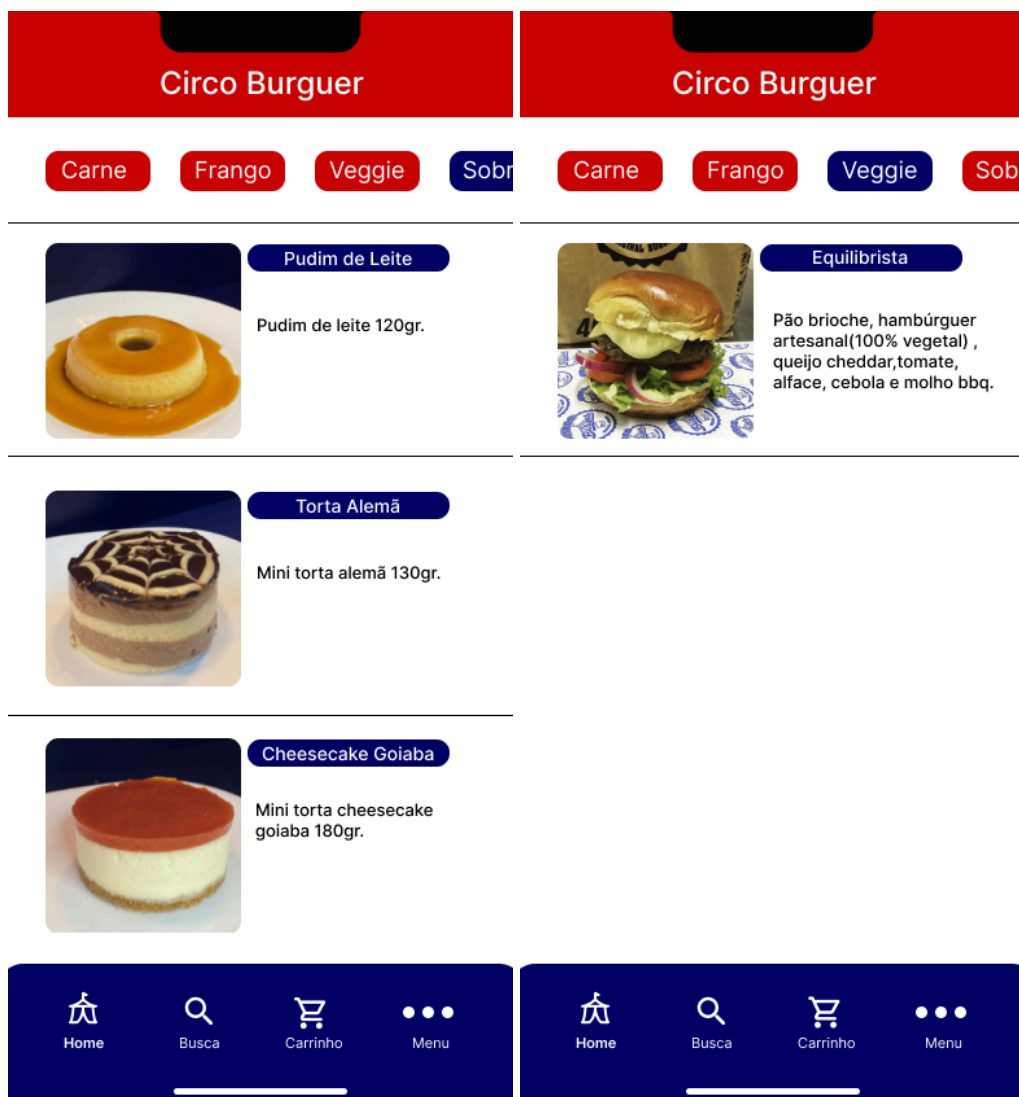 Circo Burguer
Carne
Frango
Veggie
Sobr
Pudim de Leite
Pudim de leite 120gr.
Torta Alemã
Mini torta alemã 130gr.
Cheesecake Goiaba
Mini torta cheesecake
goiaba 180gr.
Home
Busca
Carrinho
Menu
Circo Burguer
Carne
Frango
Veggie
Sob
Equilibrista
Pão brioche, hambúrguer
artesanal(100% vegetal) ,
queijo cheddar,tomate,
alface, cebola e molho bbq.
Home
Busca
Carrinho
Menu